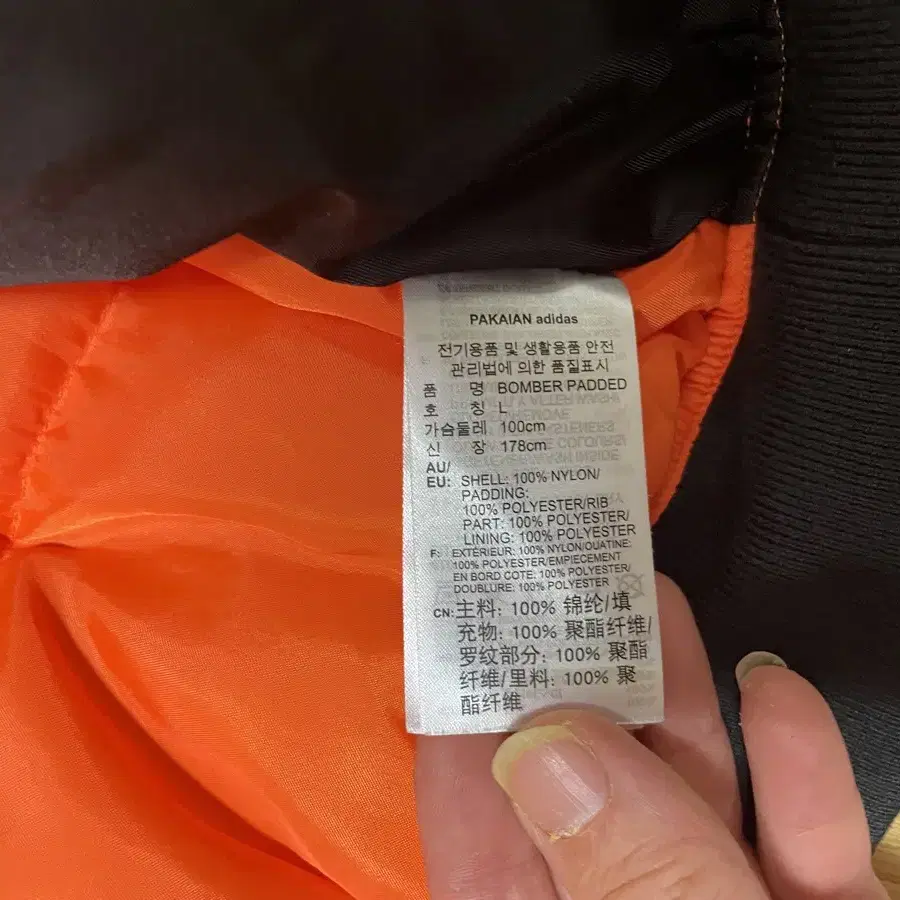 PAKAIAN adidas
전기용품 및 생활용품 안전
관리법에 의한 품질표시
품 명 BOMBER PADDED
호 칭 L
가슴둘레 100cm
신 장 178cm
AU/
EU: SHELL: 100% NYLON/
PADDING:
100% POLYESTER/RIB
PART: 100% POLYESTER/
LINING: 100% POLYESTER
F: EXTÉRIEUR: 100% NYLON/OUATINE:
100% POLYESTER/EMPIECEMENT
EN BORD COTE: 100% POLYESTER/
DOUBLURE: 100% POLYESTER
CN: 主料: 100% 锦纶/填
充物: 100% 聚酯纤维/
罗纹部分: 100% 聚酯
纤维/里料: 100% 聚
酯纤维